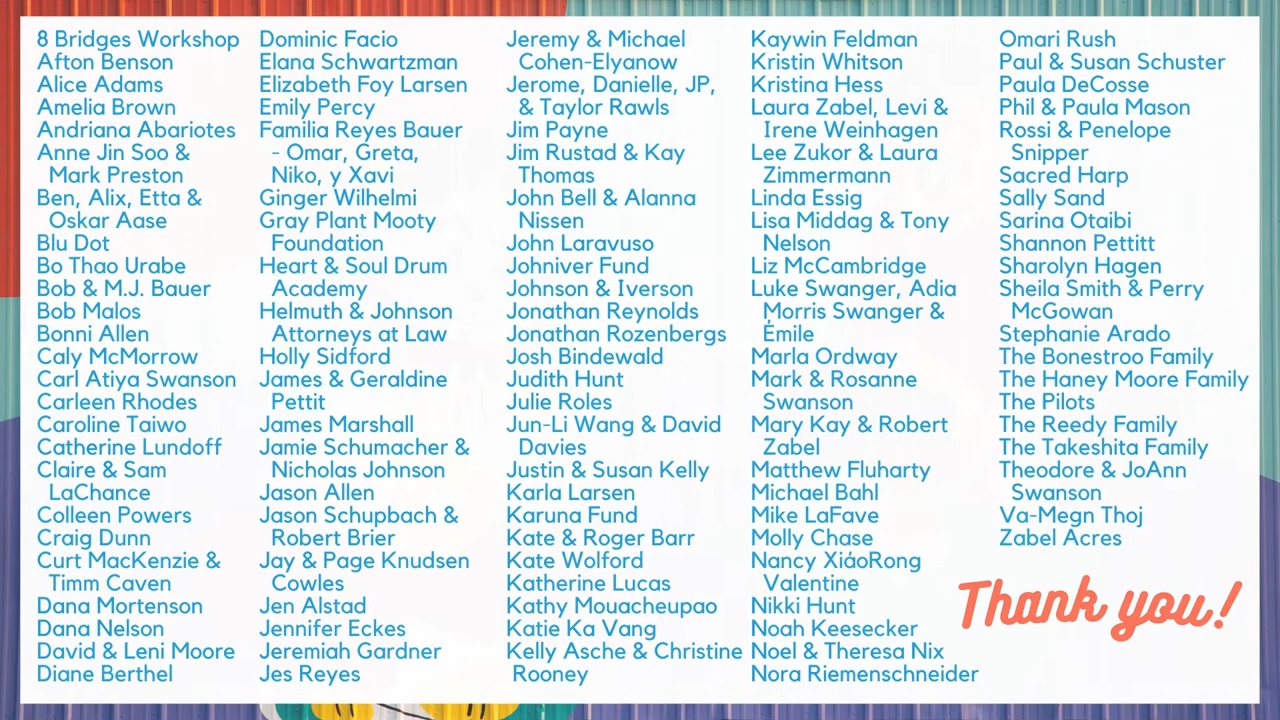 8 Bridges Workshop
Afton Benson
Alice Adams
Amelia Brown
Andriana Abariotes
Anne Jin Soo &
Mark Preston
Ben, Alix, Etta &
Oskar Aase
Blu Dot
Bo Thao Urabe
Bob & M.J. Bauer
Bob Malos
Bonni Allen
Caly McMorrow
Carl Atiya Swanson
Carleen Rhodes
Caroline Taiwo
Catherine Lundoff
Claire & Sam
LaChance
Colleen Powers
Craig Dunn
Curt MacKenzie &
Timm Caven
Dana Mortenson
Dana Nelson
David & Leni Moore
Diane Berthel
Dominic Facio
Elana Schwartzman
Elizabeth Foy Larsen
Emily Percy
Familia Reyes Bauer
- Omar, Greta,
Niko, y Xavi
Ginger Wilhelmi
Gray Plant Mooty
Foundation
Heart & Soul Drum
Academy
Helmuth & Johnson
Attorneys at Law
Holly Sidford
James & Geraldine
Pettit
James Marshall
Jamie Schumacher &
Nicholas Johnson
Jason Allen
Jason Schupbach &
Robert Brier
Jay & Page Knudsen
Cowles
Jen Alstad
Jennifer Eckes
Jeremiah Gardner
Jes Reyes
Jeremy & Michael
Cohen-Elyanow
Jerome, Danielle, JP,
& Taylor Rawls
Jim Payne
Jim Rustad & Kay
Thomas
John Bell & Alanna
Nissen
John Laravuso
Johniver Fund
Johnson & Iverson
Jonathan Reynolds
Jonathan Rozenbergs
Josh Bindewald
Judith Hunt
Julie Roles
Jun-Li Wang & David
Davies
Justin & Susan Kelly
Karla Larsen
Karuna Fund
Kate & Roger Barr
Kate Wolford
Katherine Lucas
Kathy Mouacheupao
Katie Ka Vang
Kelly Asche & Christine
Rooney
Kaywin Feldman
Kristin Whitson
Kristina Hess
Laura Zabel, Levi &
Irene Weinhagen
Lee Zukor & Laura
Zimmermann
Linda Essig
Lisa Middag & Tony
Nelson
Liz McCambridge
Luke Swanger, Adia
Morris Swanger &
Émile
Marla Ordway
Mark & Rosanne
Swanson
Mary Kay & Robert
Zabel
Matthew Fluharty
Michael Bahl
Mike LaFave
Molly Chase
Nancy XiáoRong
Valentine
Nikki Hunt
Noah Keesecker
Noel & Theresa Nix
Nora Riemenschneider
Omari Rush
Paul & Susan Schuster
Paula DeCosse
Phil & Paula Mason
Rossi & Penelope
Snipper
Sacred Harp
Sally Sand
Sarina Otaibi
Shannon Pettitt
Sharolyn Hagen
Sheila Smith & Perry
McGowan
Stephanie Arado
The Bonestroo Family
The Haney Moore Family
The Pilots
The Reedy Family
The Takeshita Family
Theodore & JoAnn
Swanson
Va-Megn Thoj
Zabel Acres
Thank you!